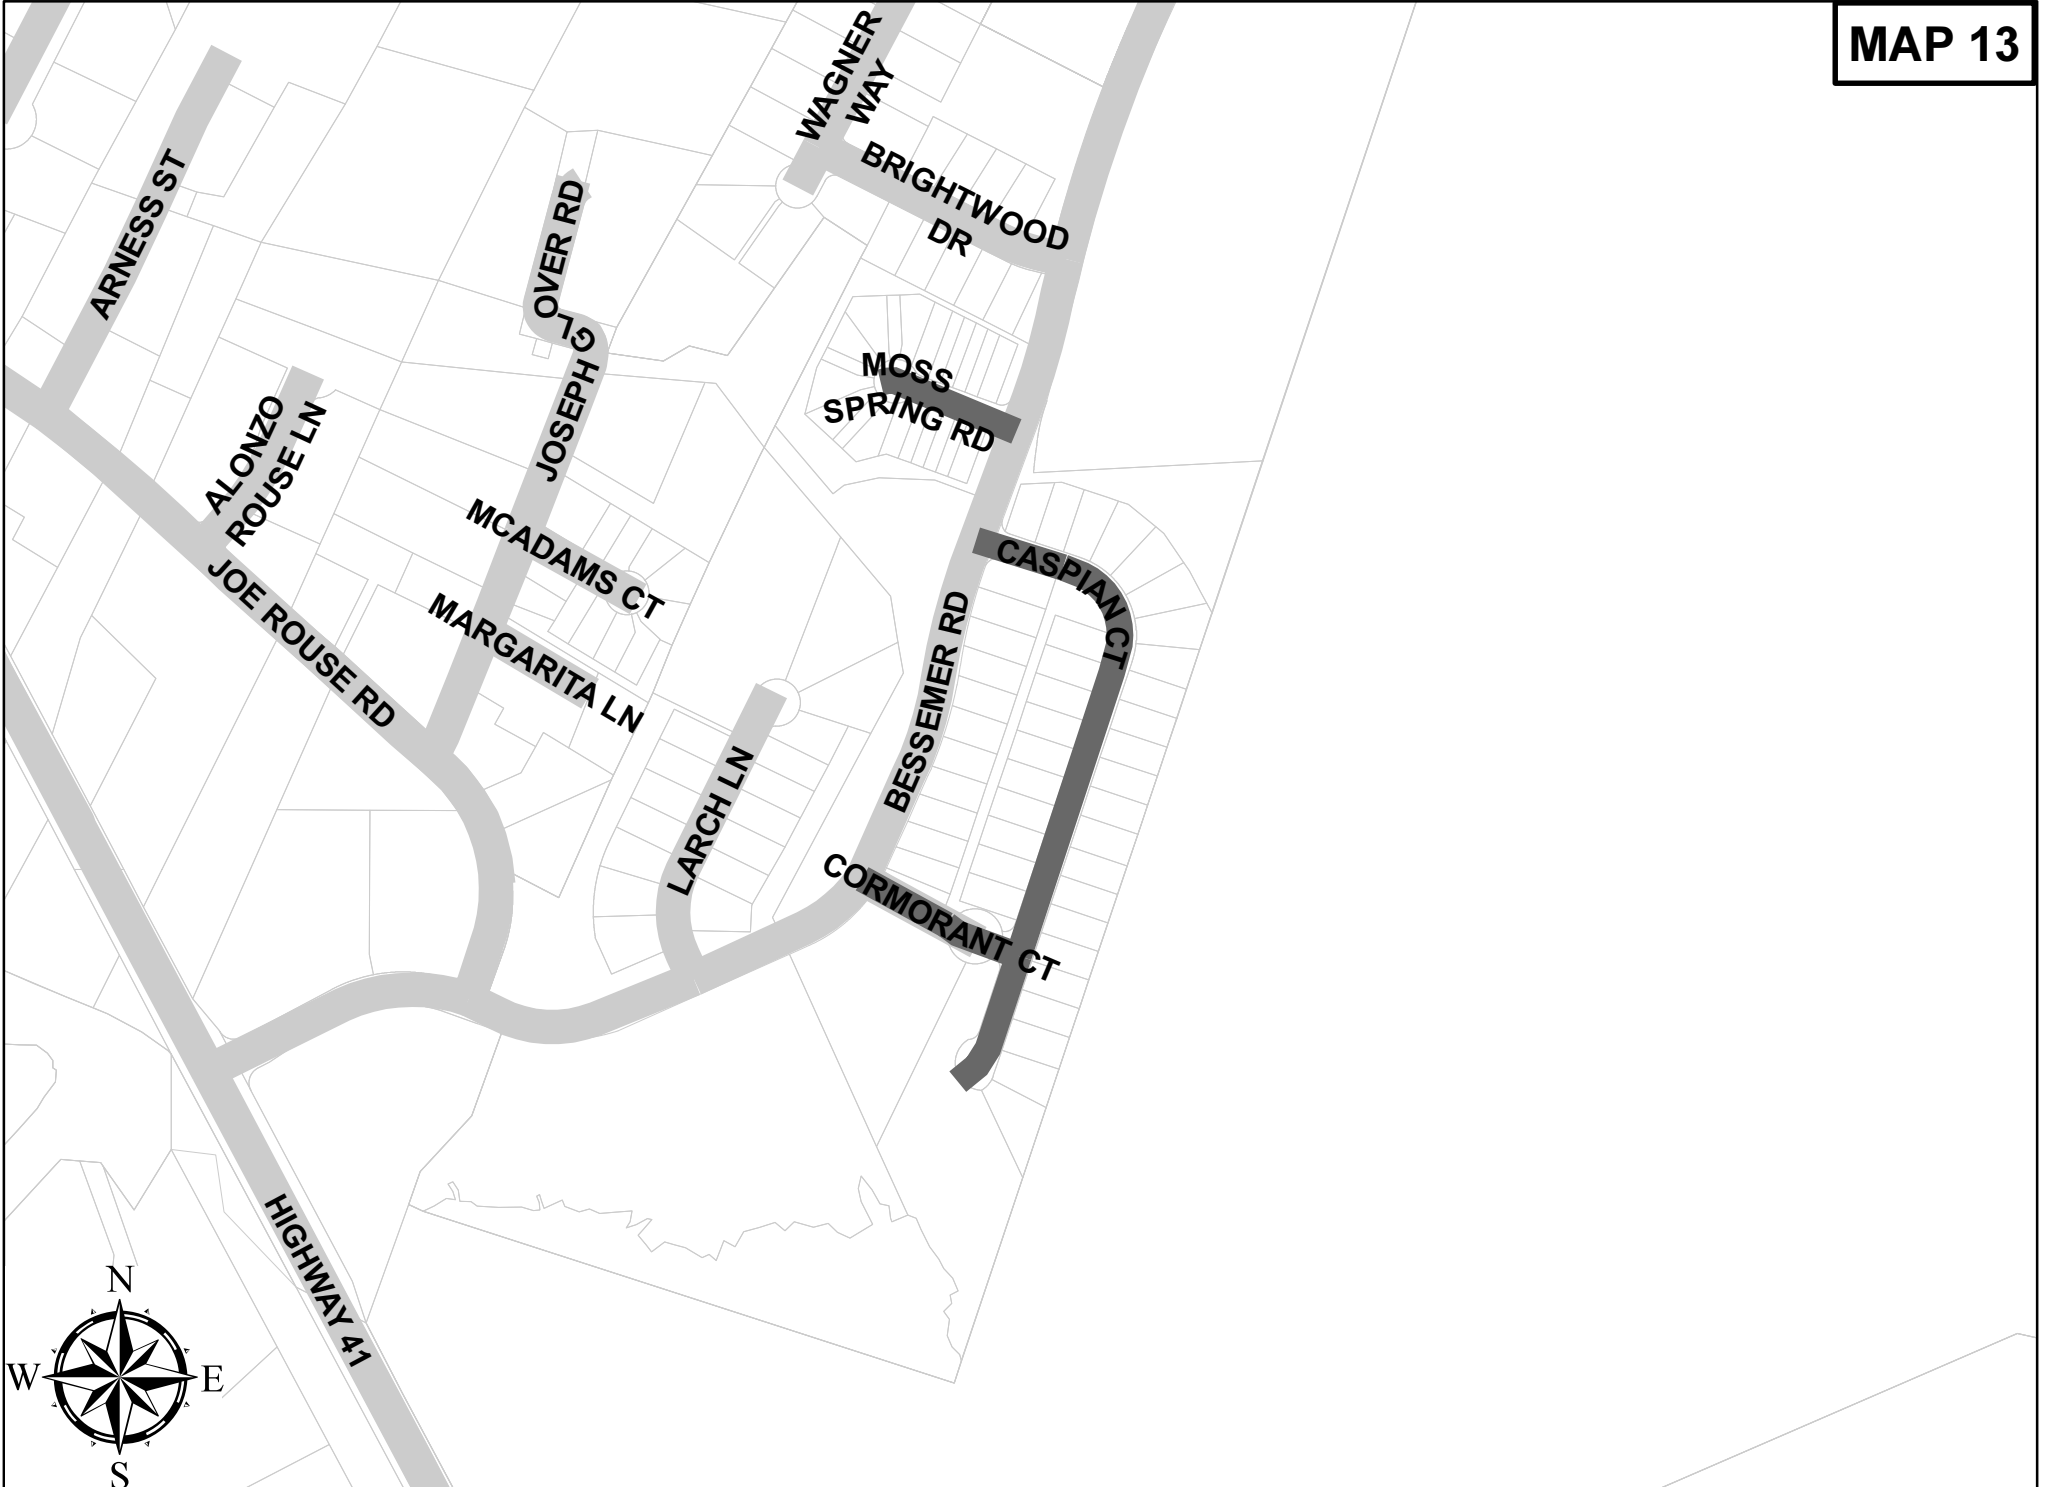 MAP 13
WAGNER
WAY
BRIGHTWOOD
DR
ARNESS ST
JOSEPH GLOVER RD
MOSS
SPRING RD
ALONZO
ROUSE LN
MCADAMS CT
CASPIAN CT
JOE ROUSE RD
MARGARITA LN
BESSEMER RD
LARCH LN
CORMORANT CT
HIGHWAY 41
N
W
E
S